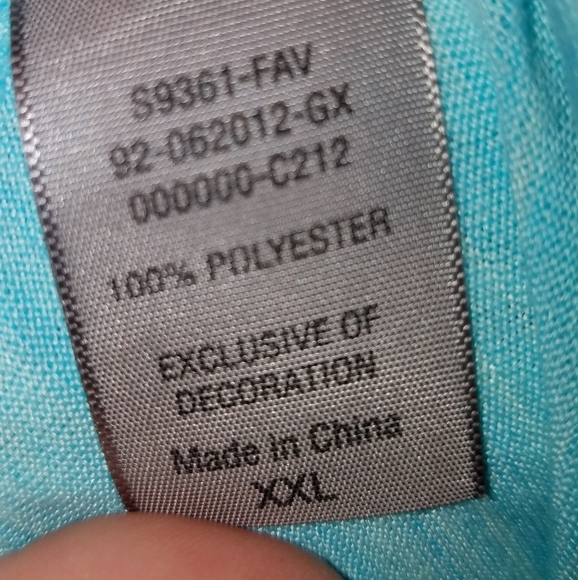 S9361-FAV
92-062012-GX
000000-C212
100% POLYESTER
EXCLUSIVE OF
DECORATION
Made in China
XXL